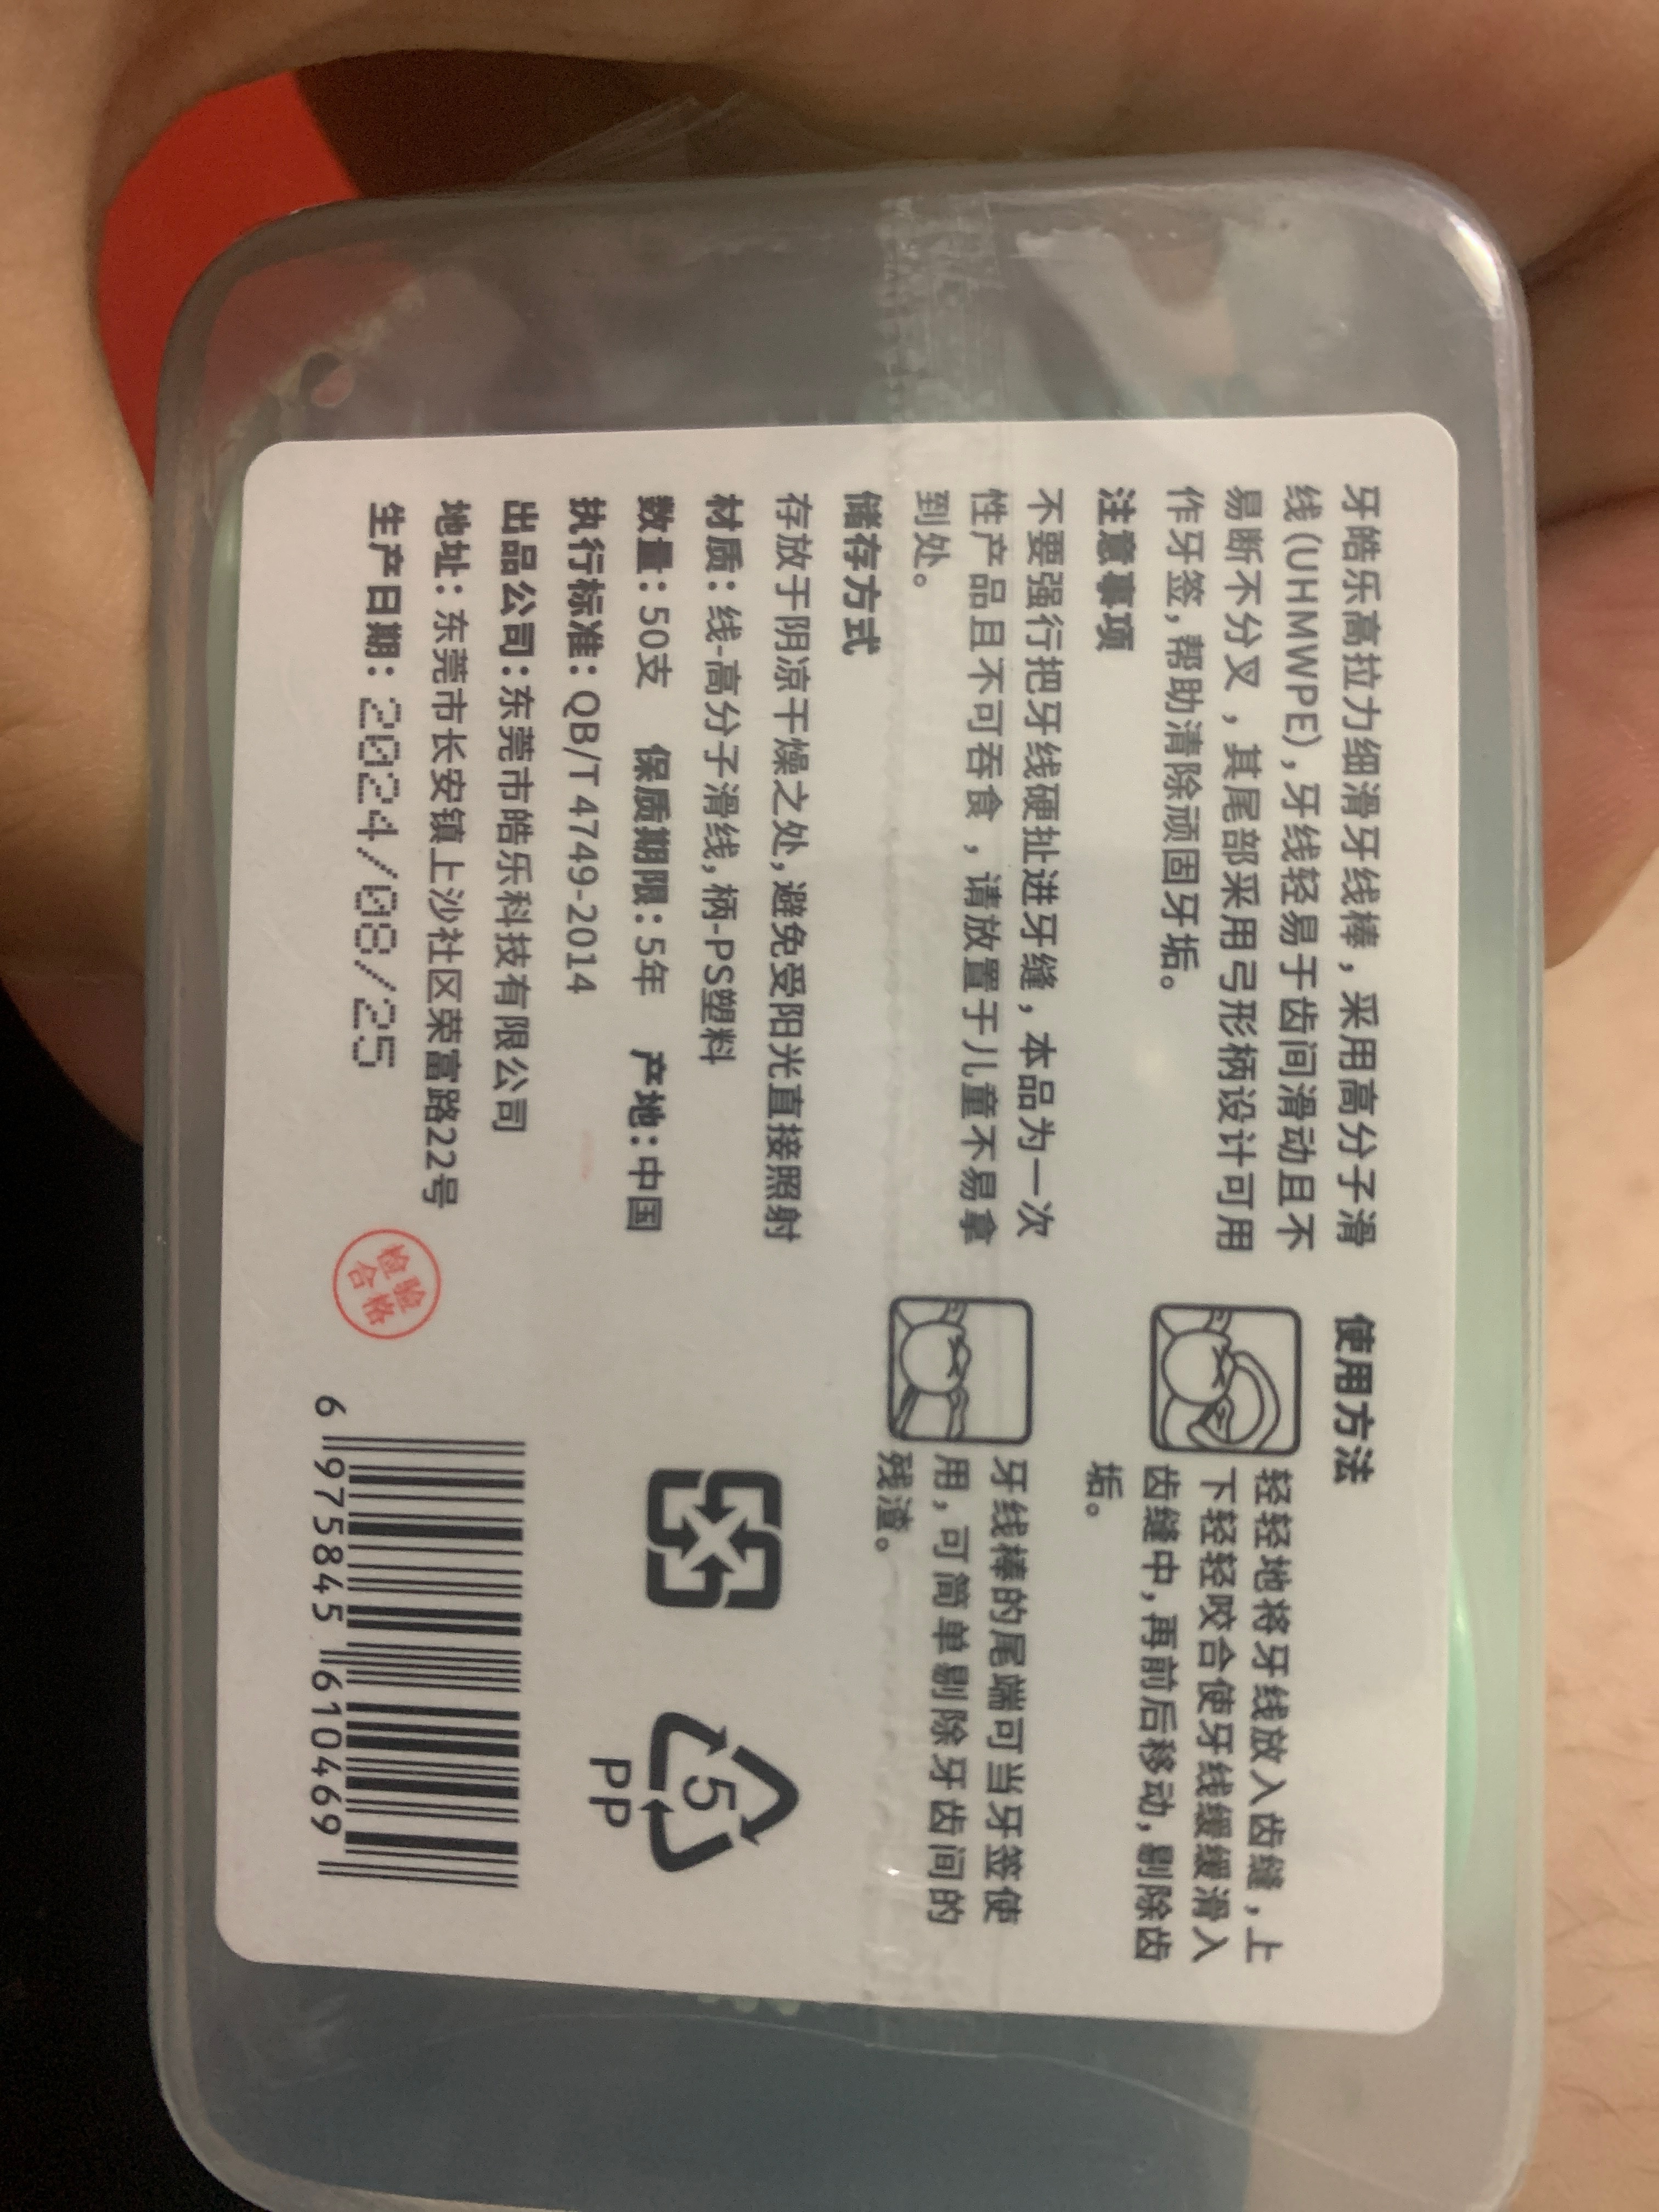 牙皓乐高拉力细滑牙线棒，采用高分子滑
线(UHMWPE)，牙线轻易于齿间滑动且不
易断不分叉，其尾部采用弓形柄设计可用
作牙签，帮助清除顽固牙垢。
注意事项
不要强行把牙线硬扯进牙缝，本品为一次
性产品且不可吞食，请放置于儿童不易拿
到处。
储存方式
存放于阴凉干燥之处，避免受阳光直接照射
材质：线-高分子滑线，柄-PS塑料
数量：50支 保质期限：5年 产地：中国
执行标准：QB/T 4749-2014
出品公司：东莞市皓乐科技有限公司
地址：东莞市长安镇上沙社区荣富路22号
生产日期：2024/08/25
检验
合格
使用方法
轻轻地将牙线放入齿缝，上
下轻轻咬合使牙线缓缓滑入
齿缝中，再前后移动，剔除齿
垢。
牙线棒的尾端可当牙签使
用，可简单剔除牙齿间的
残渣。
5
PP
6 975845 610469